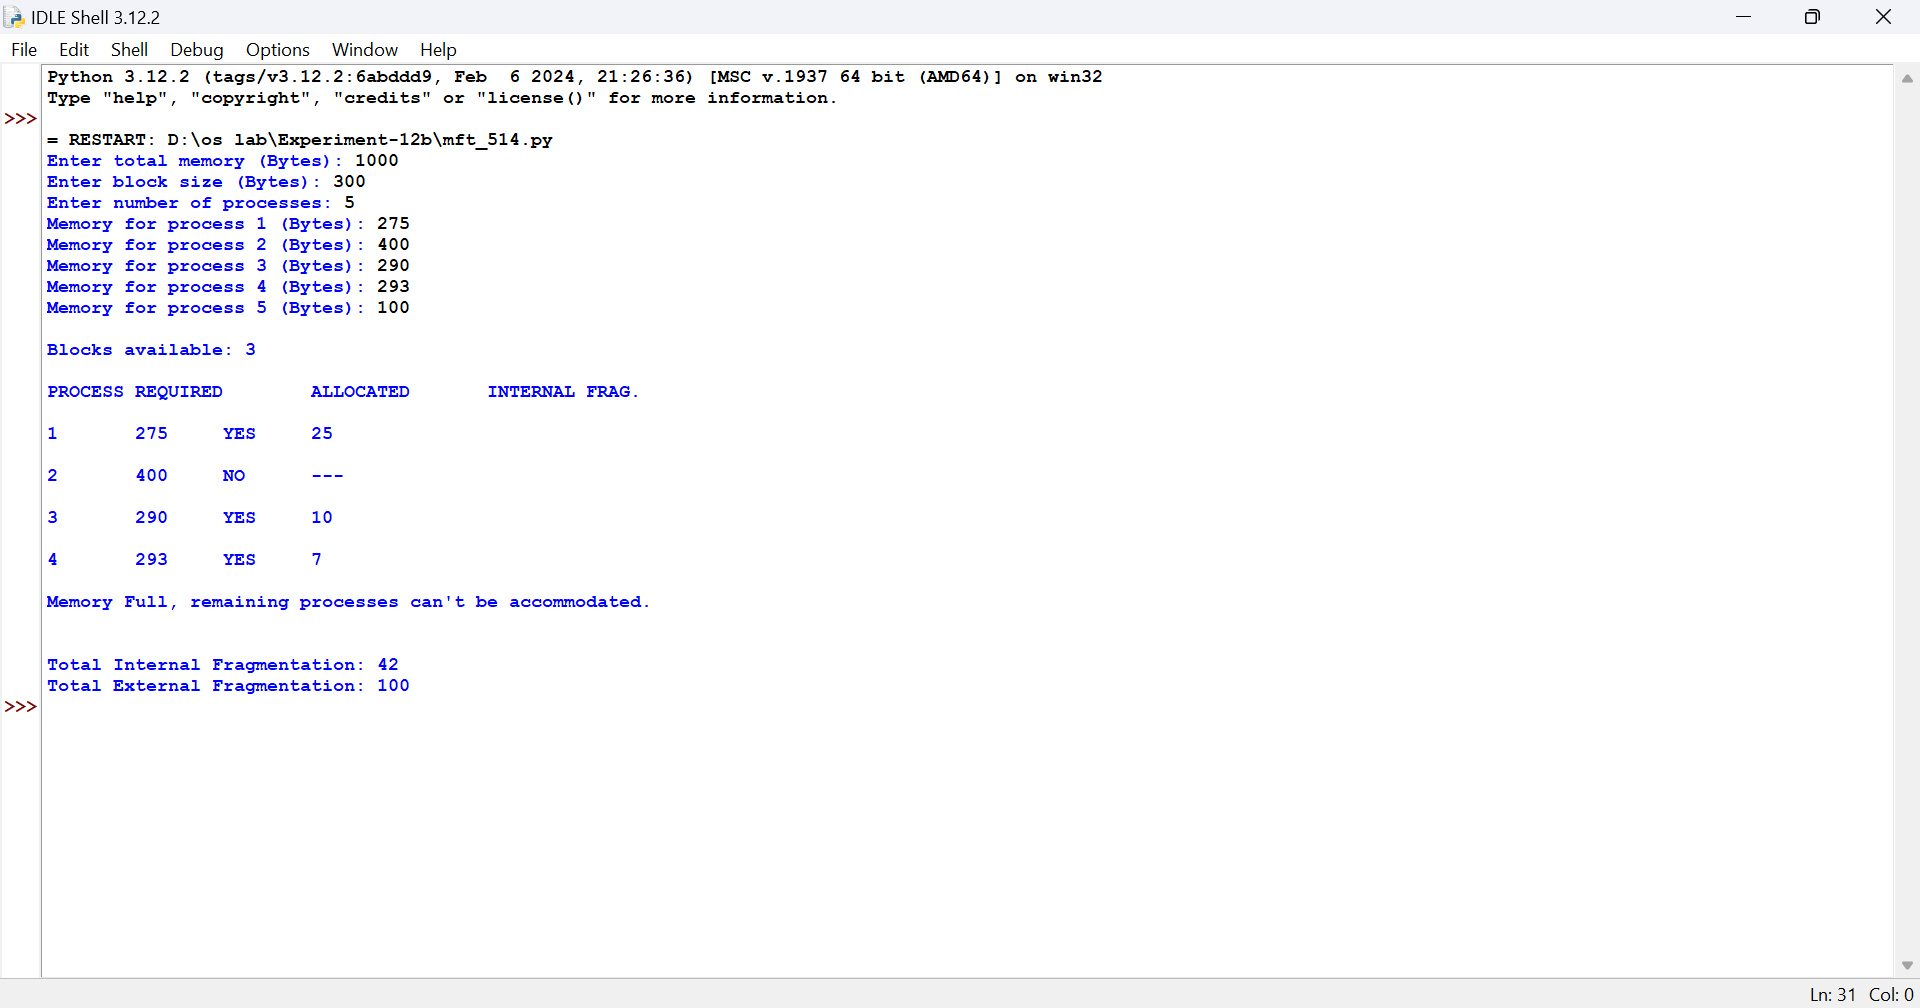 IDLE Shell 3.12.2
File Edit Shell Debug Options Window Help
Python 3.12.2 (tags/v3.12.2:6abddd9, Feb  6 2024, 21:26:36) [MSC v.1937 64 bit (AMD64)] on win32
Type "help", "copyright", "credits" or "license()" for more information.
>>>
= RESTART: D:\os lab\Experiment-12b\mft_514.py
Enter total memory (Bytes): 1000
Enter block size (Bytes): 300
Enter number of processes: 5
Memory for process 1 (Bytes): 275
Memory for process 2 (Bytes): 400
Memory for process 3 (Bytes): 290
Memory for process 4 (Bytes): 293
Memory for process 5 (Bytes): 100
Blocks available: 3
PROCESS REQUIRED        ALLOCATED       INTERNAL FRAG.
1       275     YES     25
2       400     NO      ---
3       290     YES     10
4       293     YES     7
Memory Full, remaining processes can't be accommodated.
Total Internal Fragmentation: 42
Total External Fragmentation: 100
>>>
Ln: 31 Col: 0